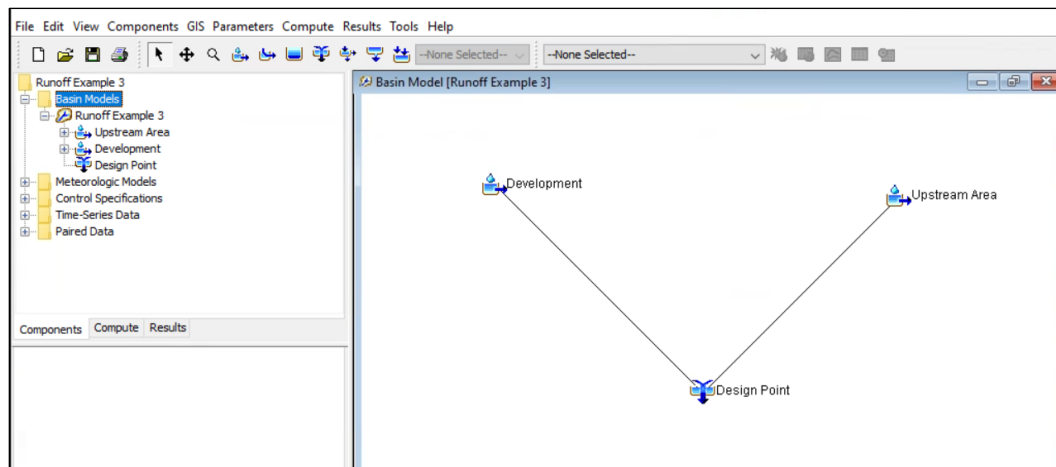 File Edit View Components GIS Parameters Compute Results Tools Help
--None Selected-- --None Selected--
Runoff Example 3
Basin Models
Runoff Example 3
Upstream Area
Development
Design Point
Meteorologic Models
Control Specifications
Time-Series Data
Paired Data
Components Compute Results
Basin Model [Runoff Example 3]
Development
Upstream Area
Design Point